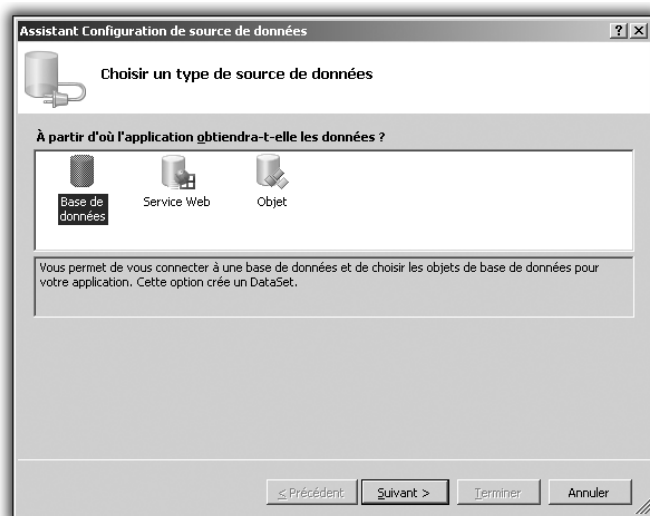 Assistant Configuration de source de données
Choisir un type de source de données
À partir d'où l'application obtiendra-t-elle les données ?
Base de
données
Service Web
Objet
Vous permet de vous connecter à une base de données et de choisir les objets de base de données pour
votre application. Cette option crée un DataSet.
< Précédent
Suivant >
Terminer
Annuler